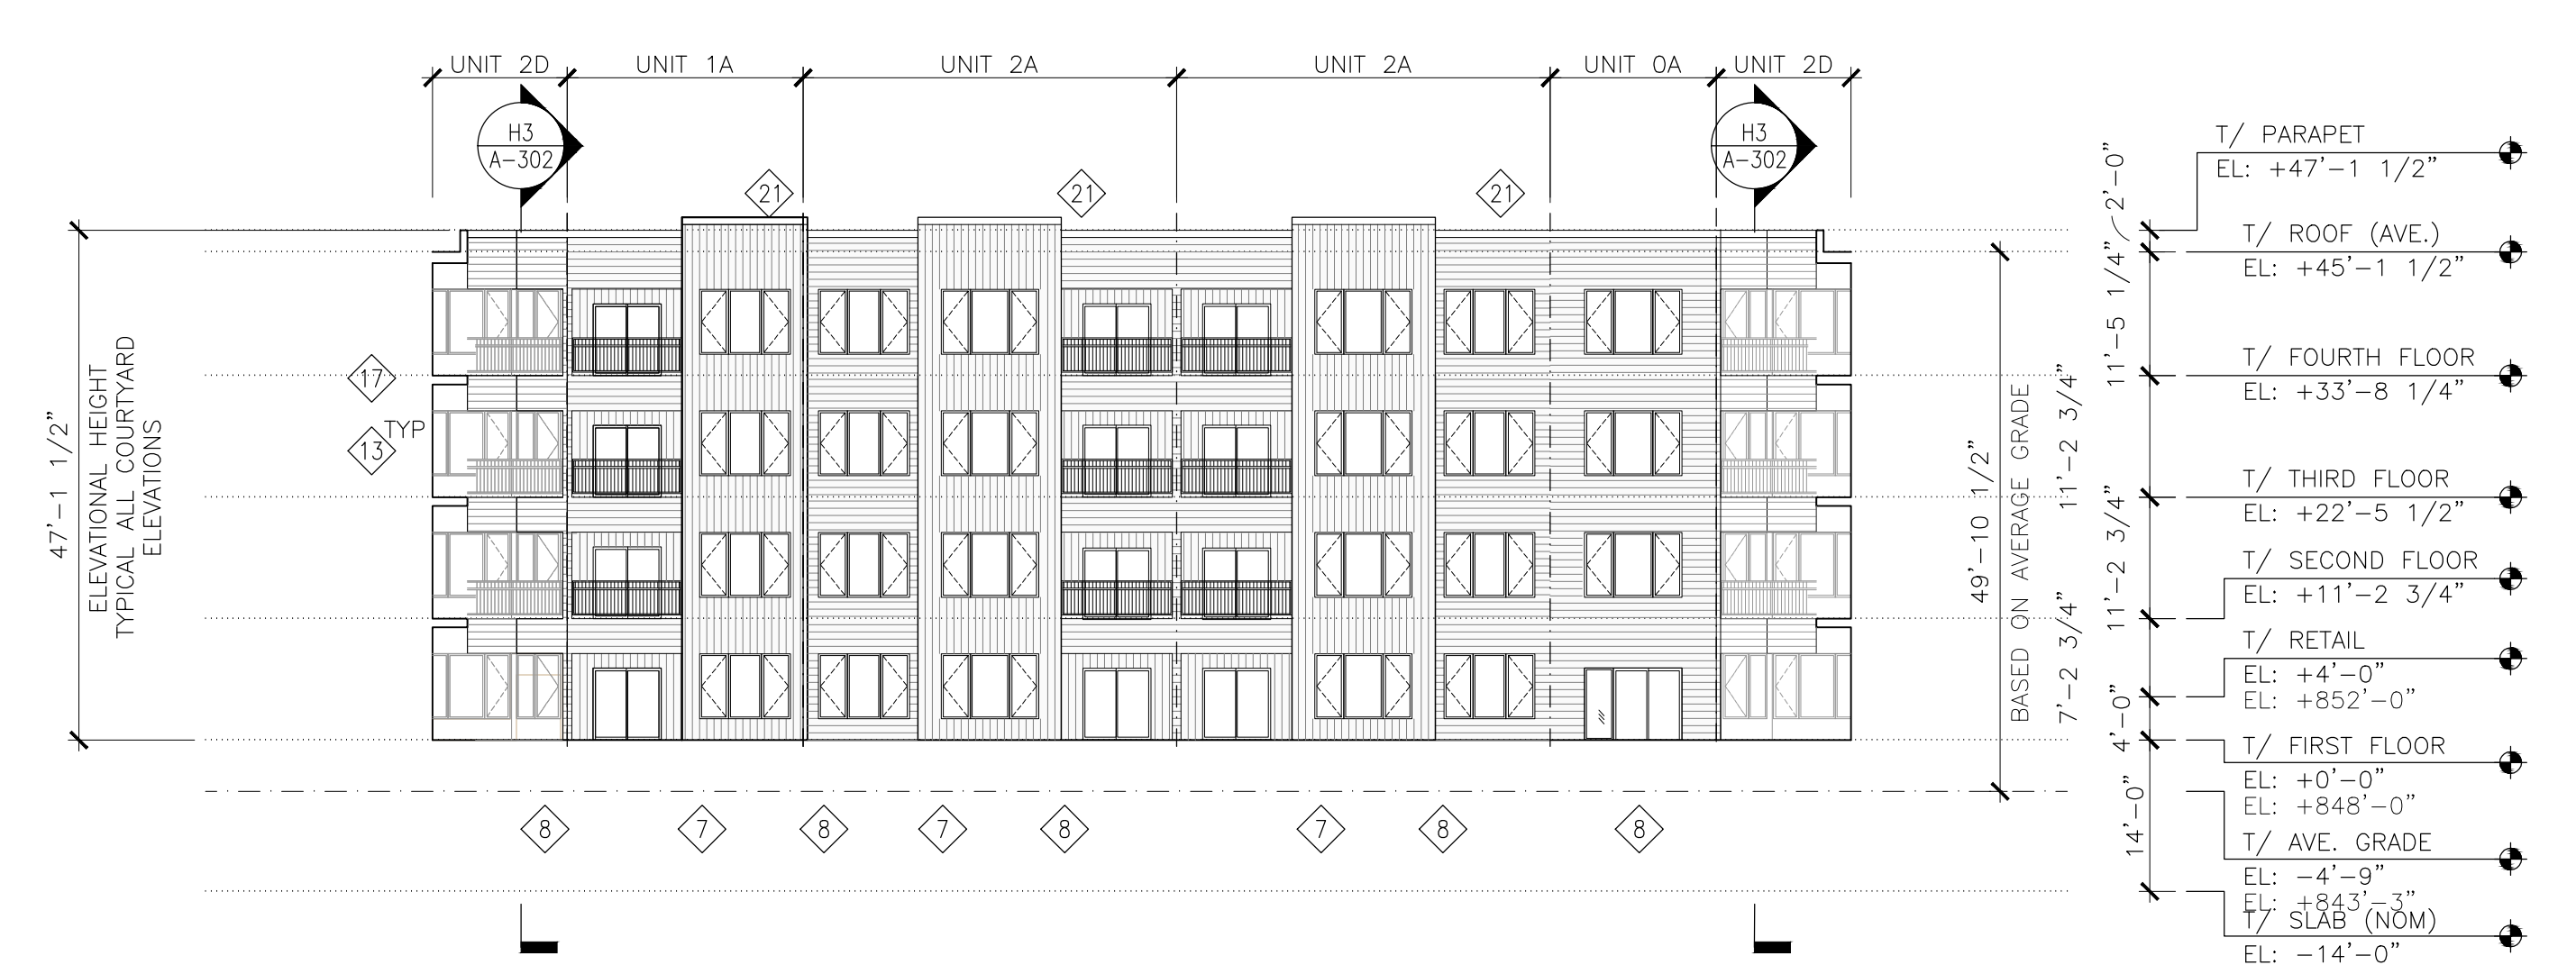 UNIT 2D
UNIT 1A
UNIT 2A
UNIT 2A
UNIT 0A
UNIT 2D
H3
A-302
H3
A-302
21
21
21
17
TYP
13
47'-1 1/2"
ELEVATIONAL HEIGHT
TYPICAL ALL COURTYARD
ELEVATIONS
8
7
8
7
8
7
8
8
49'-10 1/2"
BASED ON AVERAGE GRADE
2'-0"
11'-5 1/4"
11'-2 3/4"
11'-2 3/4"
7'-2 3/4"
4'-0"
14'-0"
T/ PARAPET
EL: +47'-1 1/2"
T/ ROOF (AVE.)
EL: +45'-1 1/2"
T/ FOURTH FLOOR
EL: +33'-8 1/4"
T/ THIRD FLOOR
EL: +22'-5 1/2"
T/ SECOND FLOOR
EL: +11'-2 3/4"
T/ RETAIL
EL: +4'-0"
EL: +852'-0"
T/ FIRST FLOOR
EL: +0'-0"
EL: +848'-0"
T/ AVE. GRADE
EL: -4'-9"
EL: +843'-3"
T/ SLAB (NOM)
EL: -14'-0"